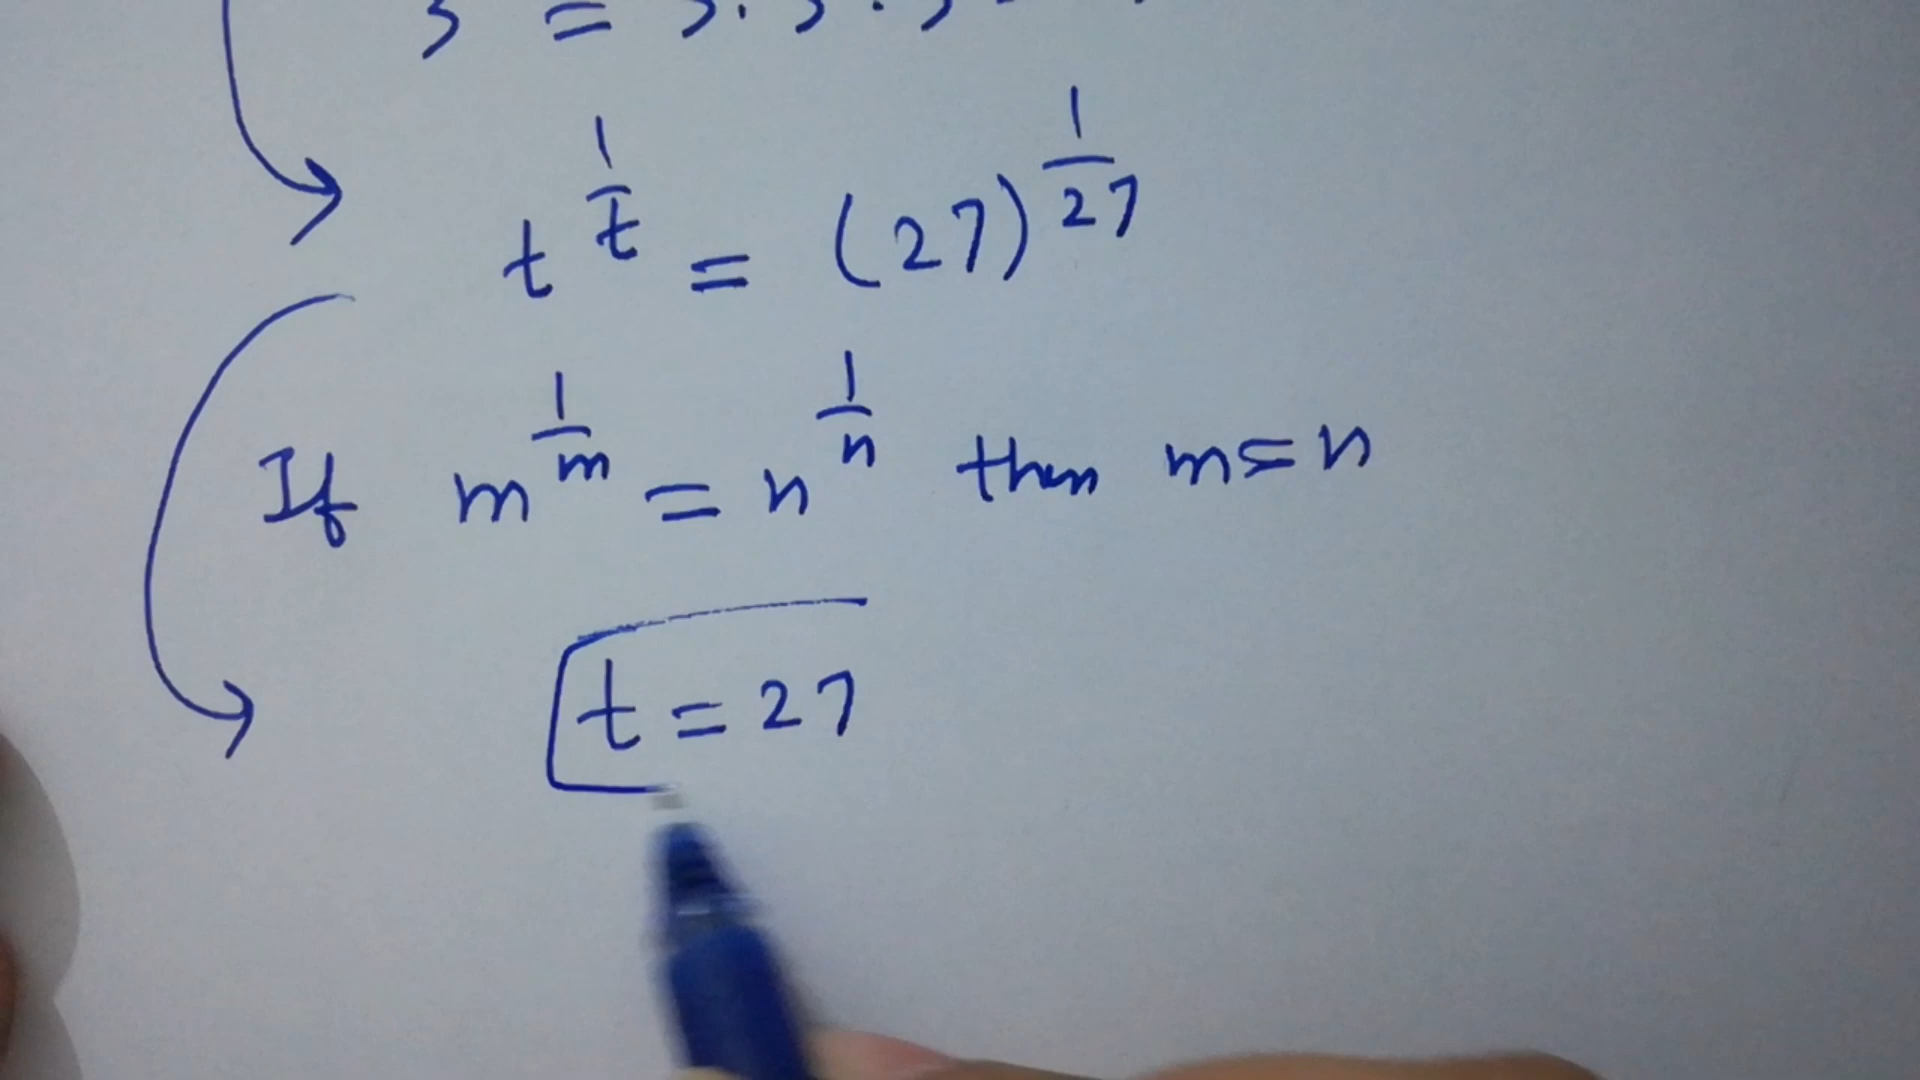 t^(1/t) = (27)^(1/27)
If m^(1/m) = n^(1/n) then m = n
t = 27